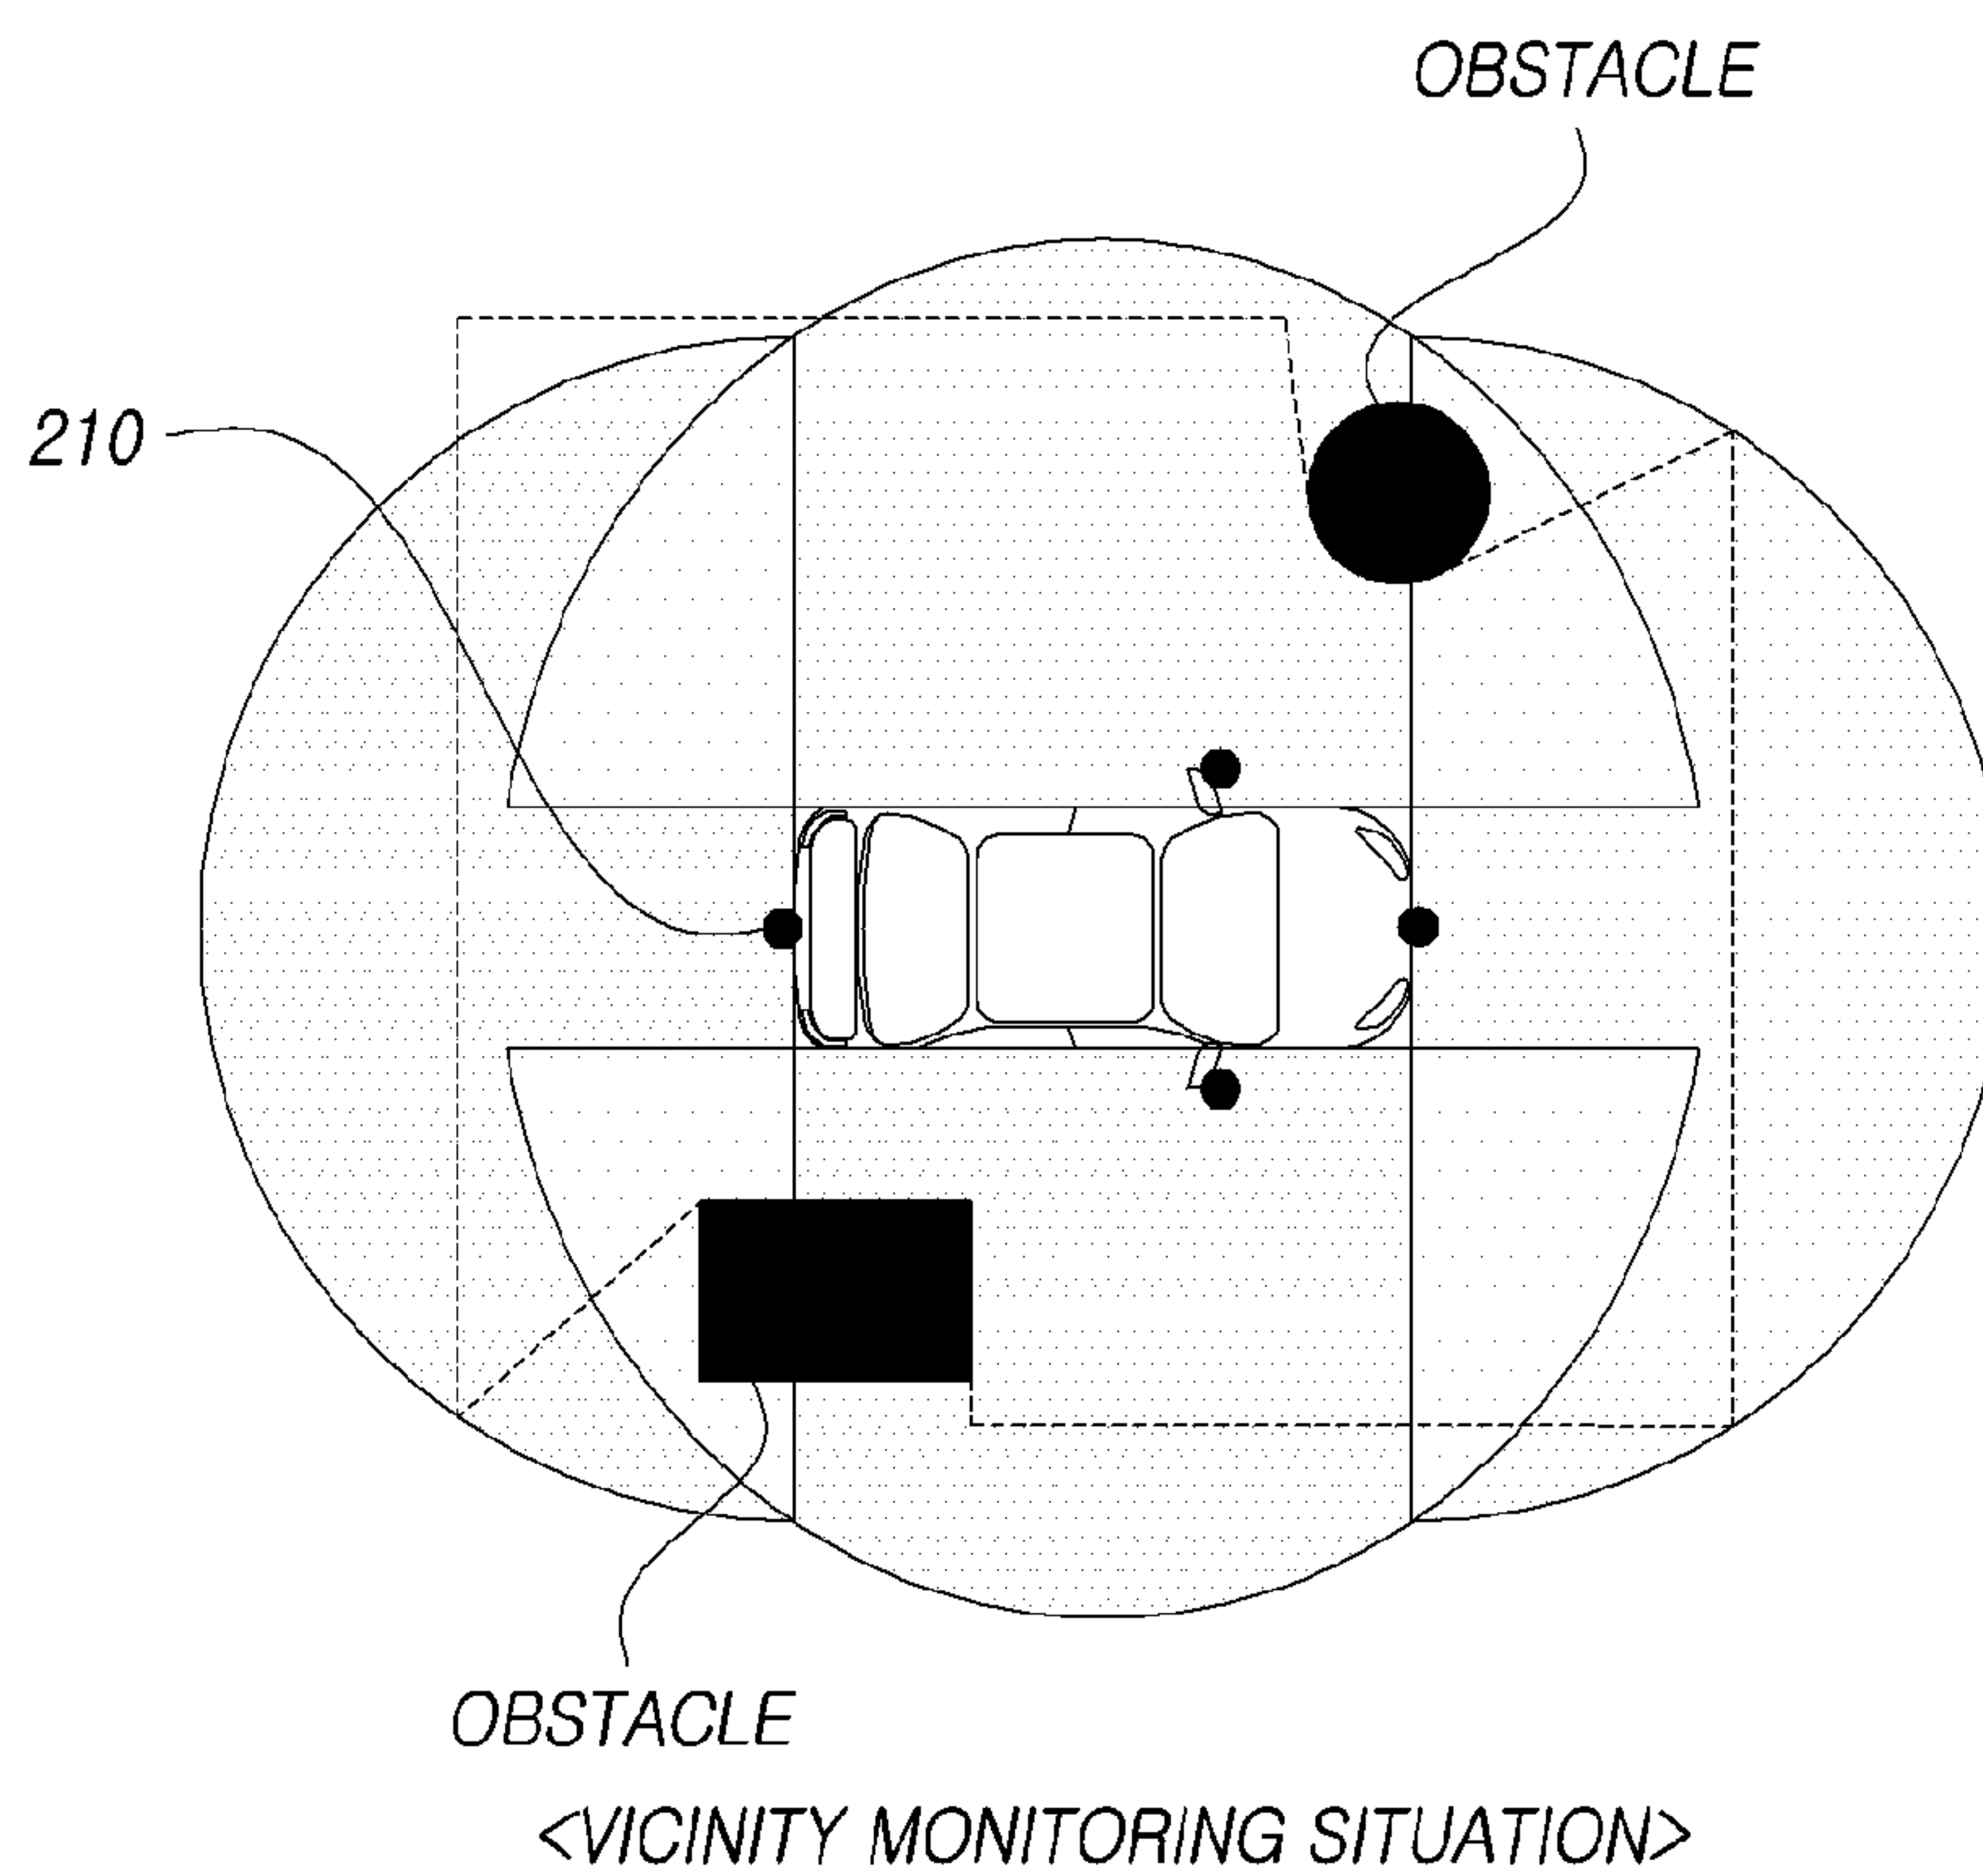 OBSTACLE
210
OBSTACLE
<VICINITY MONITORING SITUATION>